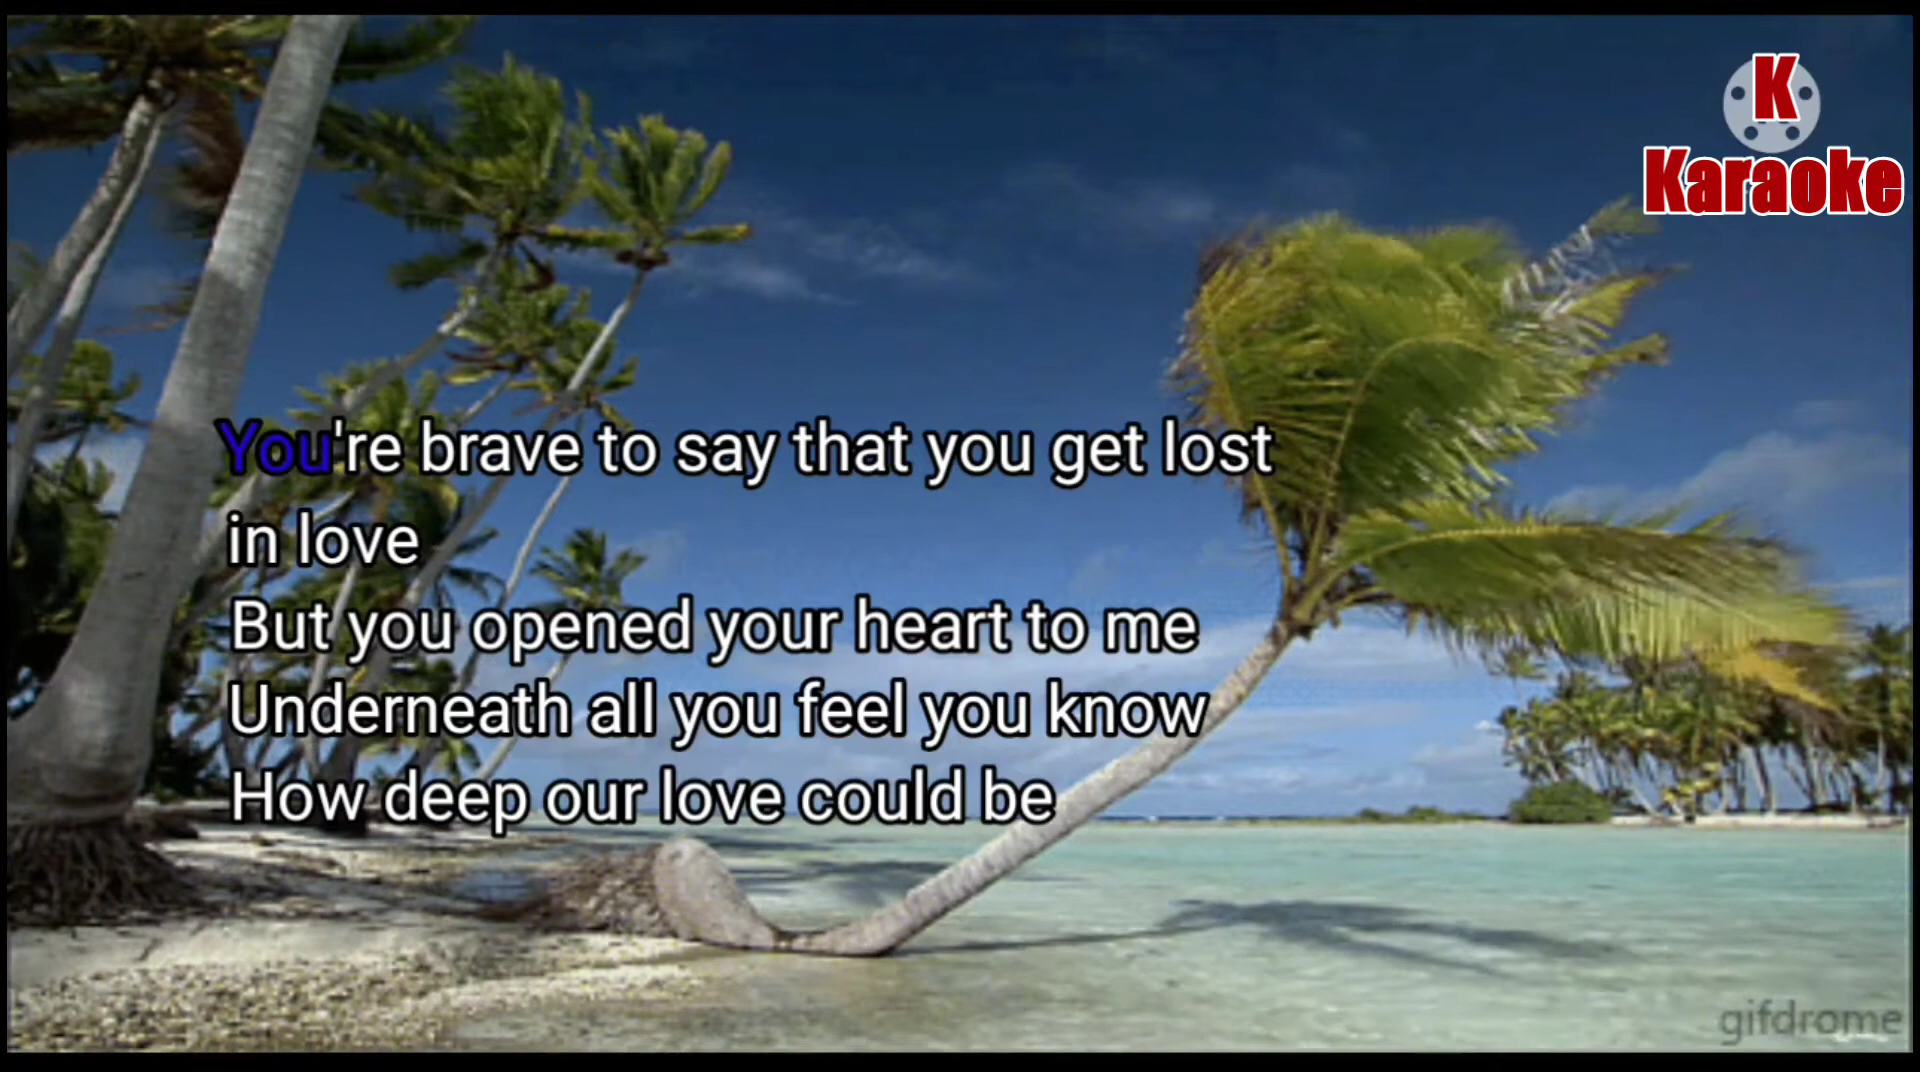 K
Karaoke
You're brave to say that you get lost
in love
But you opened your heart to me
Underneath all you feel you know
How deep our love could be
gifdrome